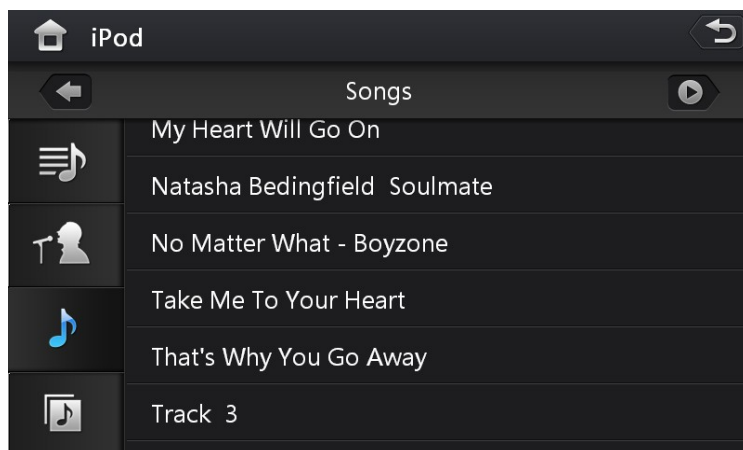 iPod
Songs
My Heart Will Go On
Natasha Bedingfield  Soulmate
No Matter What - Boyzone
Take Me To Your Heart
That's Why You Go Away
Track  3